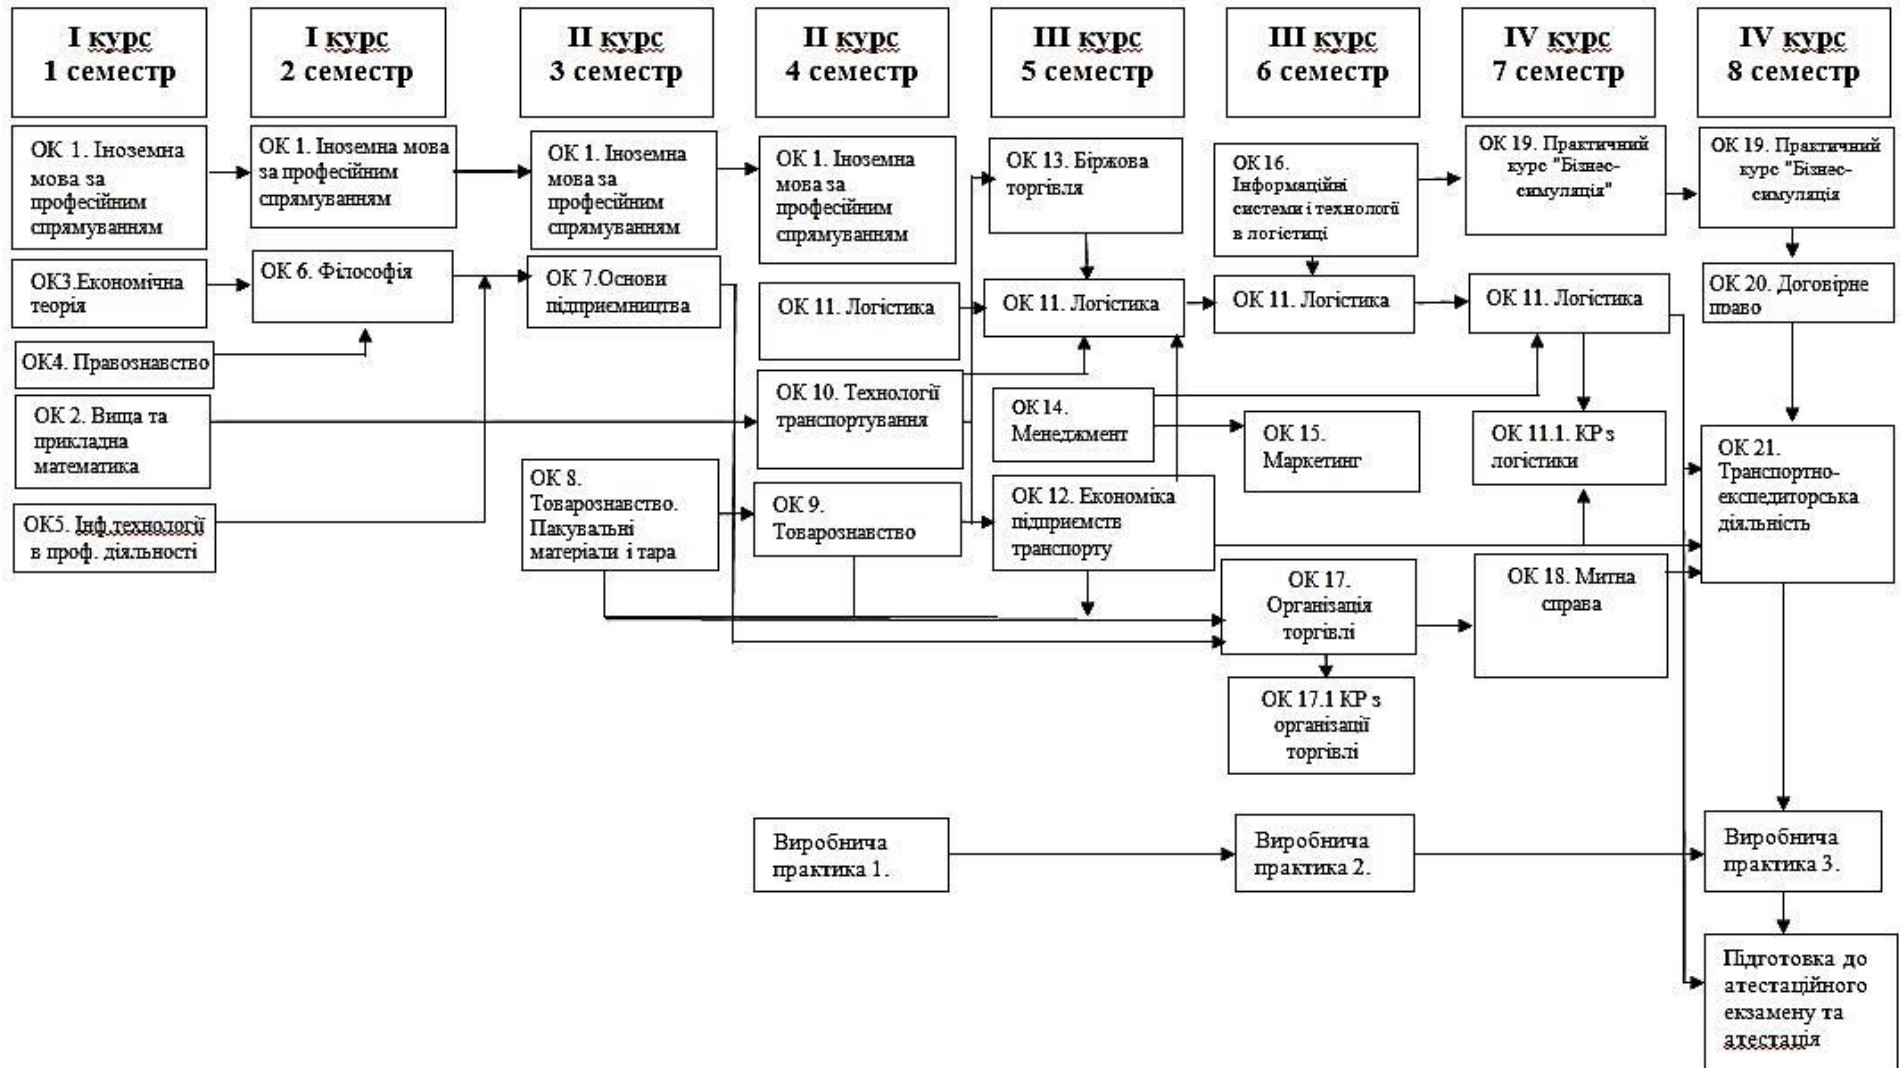 I курс
1 семестр
I курс
2 семестр
II курс
3 семестр
II курс
4 семестр
III курс
5 семестр
III курс
6 семестр
IV курс
7 семестр
IV курс
8 семестр
ОК 1. Іноземна
мова за
професійним
спрямуванням
ОК3.Економічна
теорія
ОК4. Правознавство
ОК 2. Вища та
прикладна
математика
ОК5. Інф.технології
в проф. діяльності
ОК 1. Іноземна мова
за професійним
спрямуванням
ОК 6. Філософія
ОК 1. Іноземна
мова за
професійним
спрямуванням
ОК 7.Основи
підприємництва
ОК 8.
Товарознавство.
Пакувальні
матеріали і тара
ОК 1. Іноземна
мова за
професійним
спрямуванням
ОК 11. Логістика
ОК 10. Технології
транспортування
ОК 9.
Товарознавство
Виробнича
практика 1.
ОК 13. Біржова
торгівля
ОК 11. Логістика
ОК 14.
Менеджмент
ОК 12. Економіка
підприємств
транспорту
ОК 16.
Інформаційні
системи і технології
в логістиці
ОК 11. Логістика
ОК 15.
Маркетинг
ОК 17.
Організація
торгівлі
ОК 17.1 КР з
організації
торгівлі
Виробнича
практика 2.
ОК 19. Практичний
курс "Бізнес-
симуляція"
ОК 11. Логістика
ОК 11.1. КР з
логістики
ОК 18. Митна
справа
ОК 19. Практичний
курс "Бізнес-
симуляція
ОК 20. Договірне
право
ОК 21.
Транспортно-
експедиторська
діяльність
Виробнича
практика 3.
Підготовка до
атестаційного
екзамену та
атестація